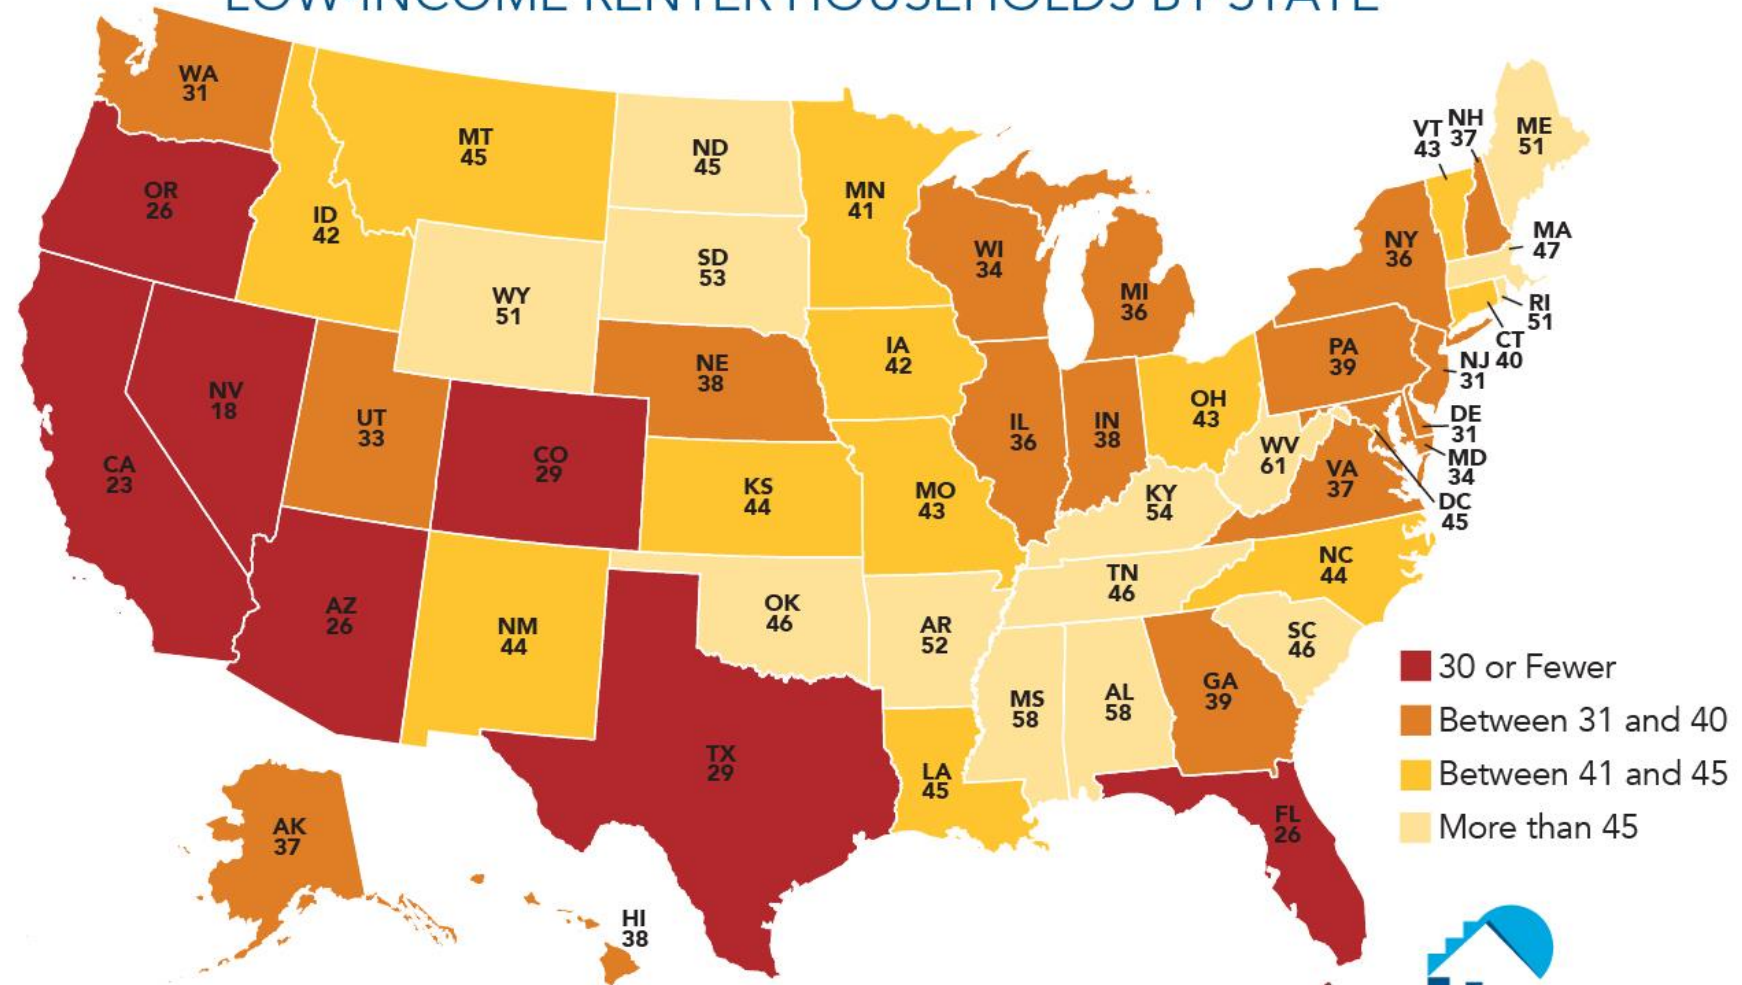 LOW-INCOME RENTER HOUSEHOLDS BY STATE
WA
31
OR
26
CA
23
NV
18
ID
42
MT
45
WY
51
UT
33
CO
29
AZ
26
NM
44
ND
45
SD
53
NE
38
KS
44
OK
46
TX
29
MN
41
IA
42
MO
43
AR
52
LA
45
WI
34
IL
36
MI
36
IN
38
OH
43
KY
54
TN
46
MS
58
AL
58
GA
39
FL
26
SC
46
NC
44
VA
37
WV
61
PA
39
NY
36
VT
43
NH
37
ME
51
MA
47
RI
51
CT
40
NJ
31
DE
31
MD
34
DC
45
AK
37
HI
38
30 or Fewer
Between 31 and 40
Between 41 and 45
More than 45